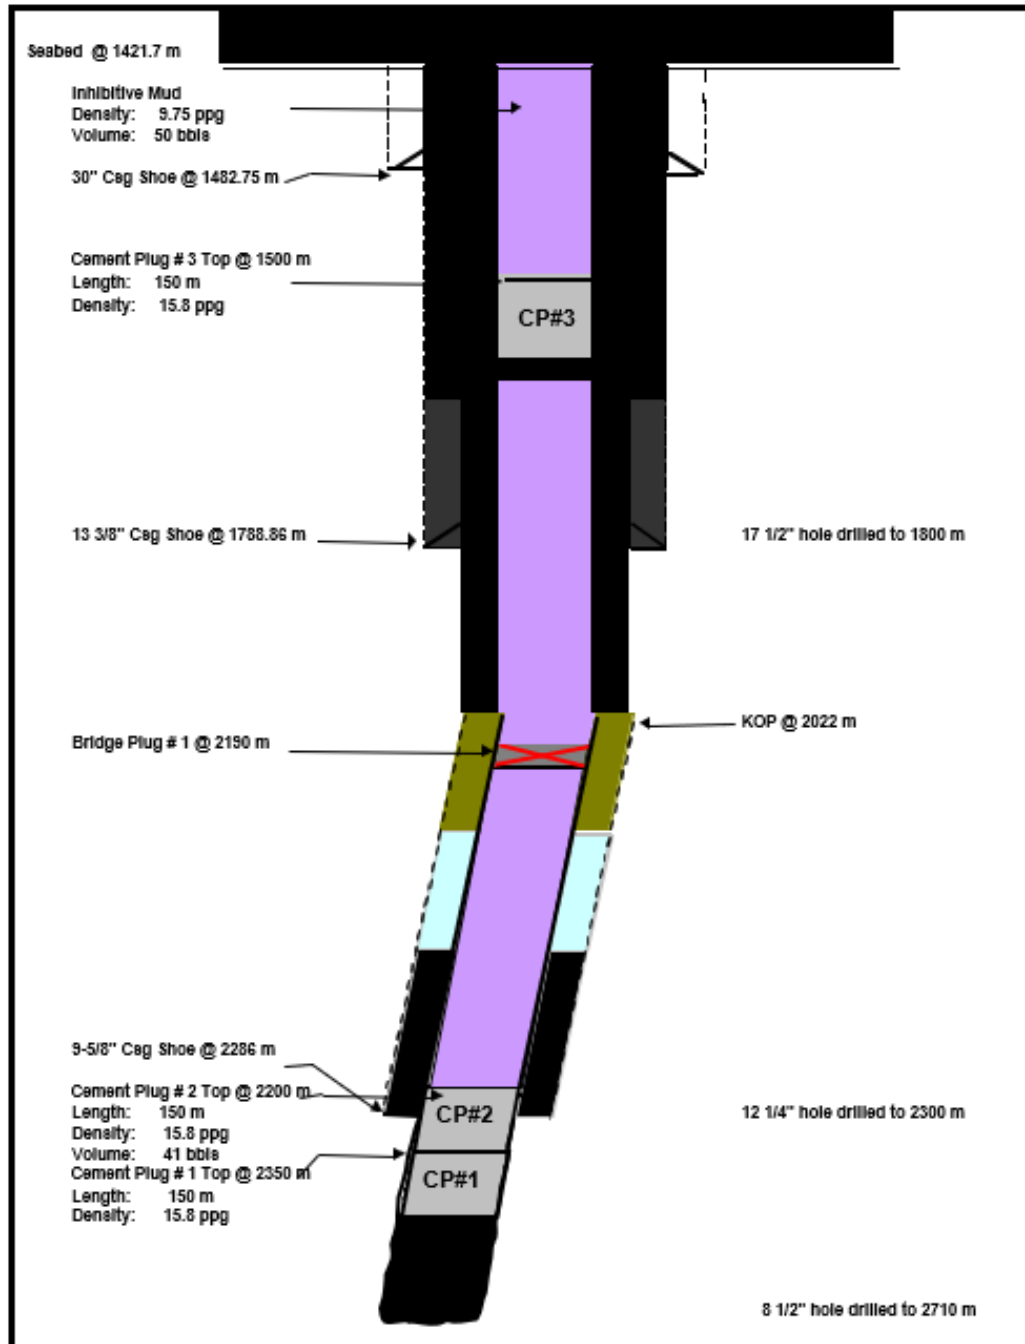 Seabed @ 1421.7 m
Inhibitive Mud
Density: 9.75 ppg
Volume: 50 bbls
30" Csg Shoe @ 1482.75 m
Cement Plug # 3 Top @ 1500 m
Length: 150 m
Density: 15.8 ppg
CP#3
13 3/8" Csg Shoe @ 1788.86 m
17 1/2" hole drilled to 1800 m
KOP @ 2022 m
Bridge Plug # 1 @ 2190 m
9-5/8" Csg Shoe @ 2286 m
Cement Plug # 2 Top @ 2200 m
Length: 150 m
Density: 15.8 ppg
Volume: 41 bbls
CP#2
12 1/4" hole drilled to 2300 m
Cement Plug # 1 Top @ 2350 m
Length: 150 m
Density: 15.8 ppg
CP#1
8 1/2" hole drilled to 2710 m